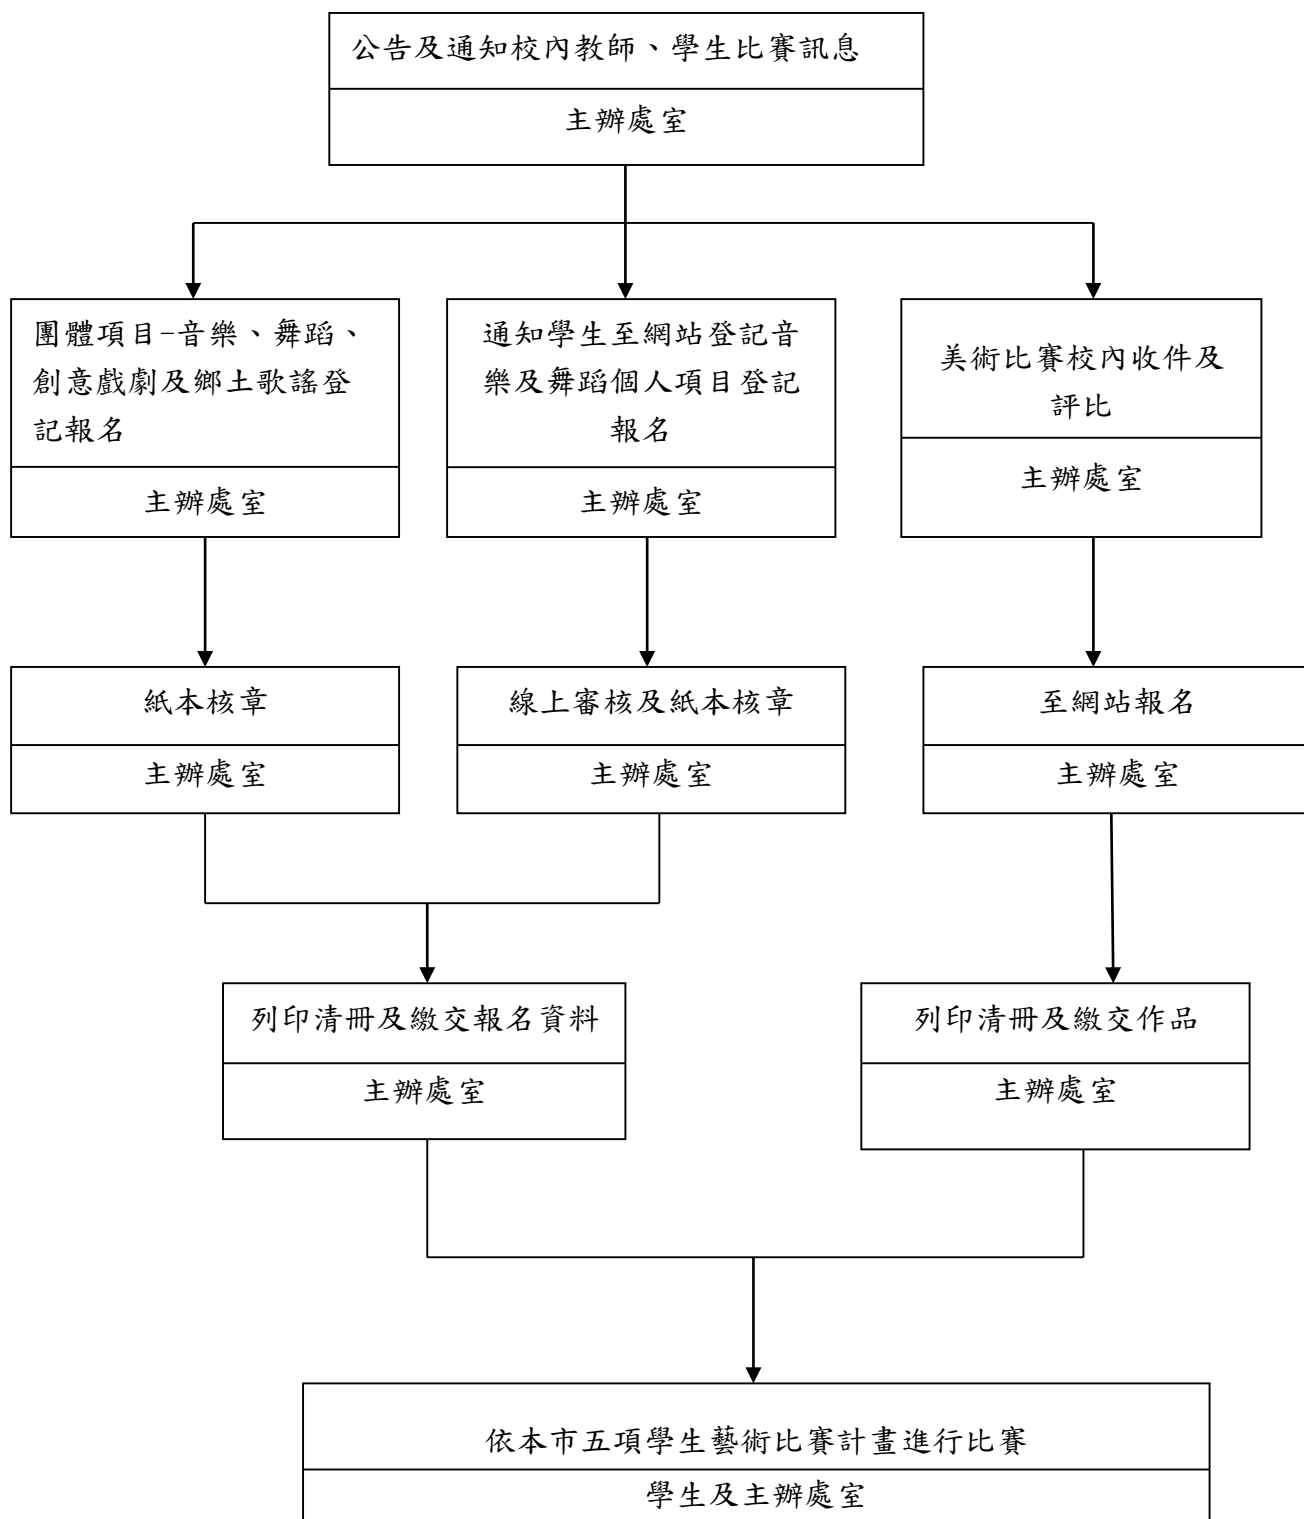 公告及通知校內教師、學生比賽訊息
主辦處室
團體項目-音樂、舞蹈、
創意戲劇及鄉土歌謠登
記報名
主辦處室
通知學生至網站登記音
樂及舞蹈個人項目登記
報名
主辦處室
美術比賽校內收件及
評比
主辦處室
紙本核章
主辦處室
線上審核及紙本核章
主辦處室
至網站報名
主辦處室
列印清冊及繳交報名資料
主辦處室
列印清冊及繳交作品
主辦處室
依本市五項學生藝術比賽計畫進行比賽
學生及主辦處室